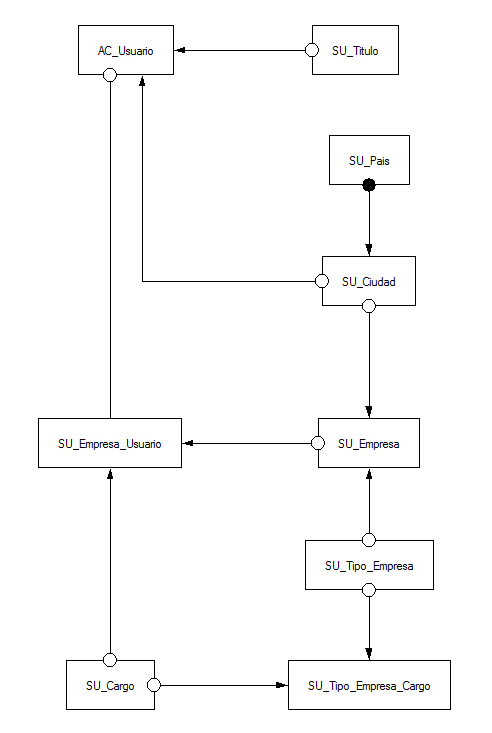 AC_Usuario
SU_Titulo
SU_Pais
SU_Ciudad
SU_Empresa_Usuario
SU_Empresa
SU_Tipo_Empresa
SU_Cargo
SU_Tipo_Empresa_Cargo